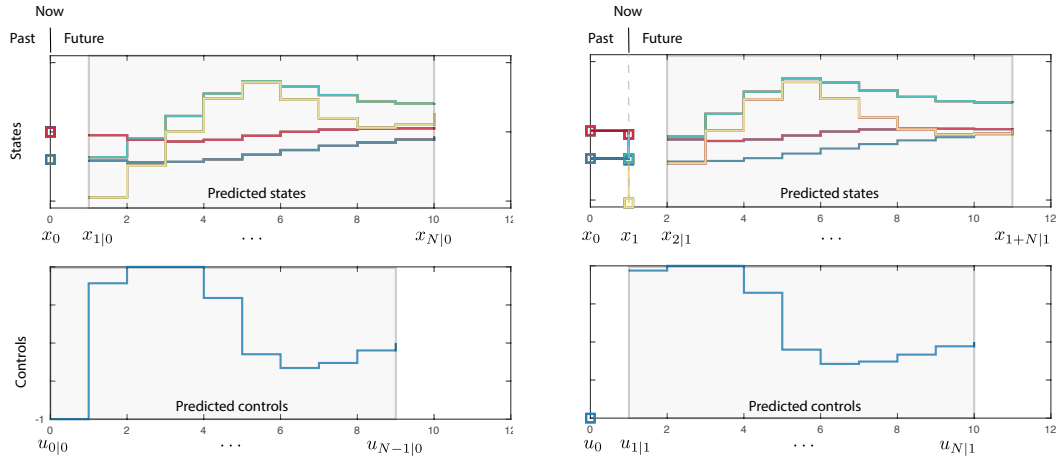 Now
Past Future
States
Predicted states
0 2 4 6 8 10 12
x_0 x_{1|0} ... x_{N|0}
Controls
-1
Predicted controls
0 2 4 6 8 10 12
u_{0|0} ... u_{N-1|0}
Now
Past Future
Predicted states
0 2 4 6 8 10 12
x_0 x_1 x_{2|1} ... x_{1+N|1}
Predicted controls
0 2 4 6 8 10 12
u_0 u_{1|1} ... u_{N|1}